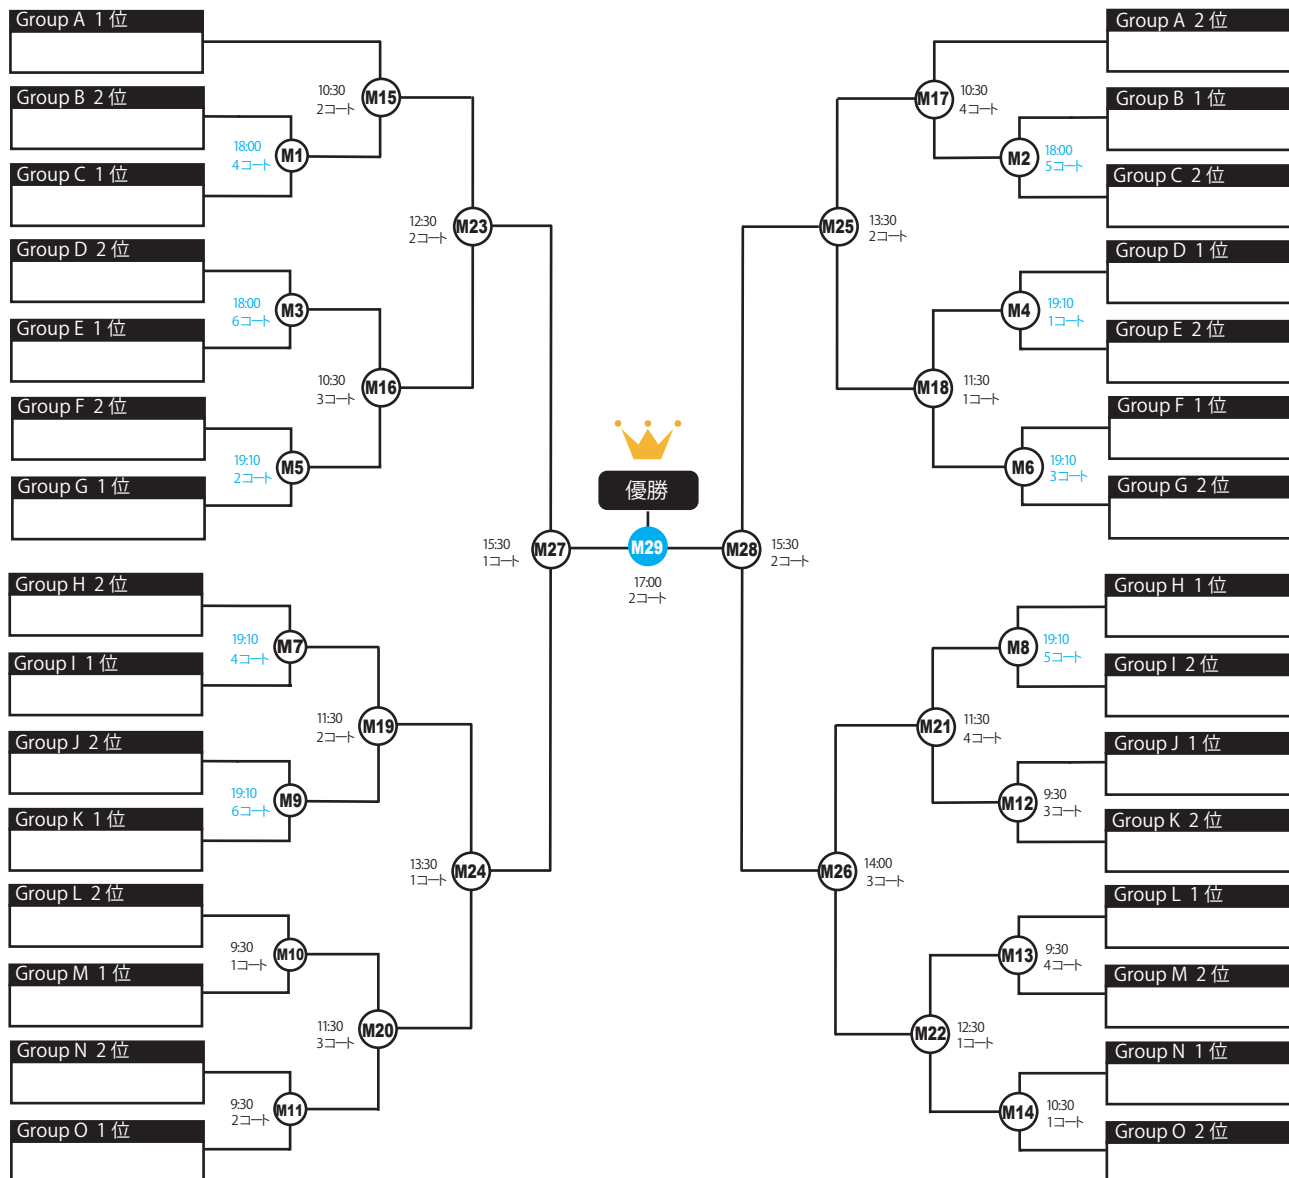 Group A 1 位
10:30
2コート
M15
Group B 2 位
18:00
4コート
M1
Group C 1 位
12:30
2コート
M23
Group D 2 位
18:00
6コート
M3
Group E 1 位
10:30
3コート
M16
Group F 2 位
19:10
2コート
M5
Group G 1 位
15:30
1コート
M27
Group H 2 位
19:10
4コート
M7
Group I 1 位
11:30
2コート
M19
Group J 2 位
19:10
6コート
M9
Group K 1 位
13:30
1コート
M24
Group L 2 位
9:30
1コート
M10
Group M 1 位
11:30
3コート
M20
Group N 2 位
9:30
2コート
M11
Group O 1 位
優勝
M29
17:00
2コート
Group A 2 位
M17
10:30
4コート
Group B 1 位
M2
18:00
5コート
Group C 2 位
M25
13:30
2コート
Group D 1 位
M4
19:10
1コート
Group E 2 位
M18
11:30
1コート
Group F 1 位
M6
19:10
3コート
Group G 2 位
M28
15:30
2コート
Group H 1 位
M8
19:10
5コート
Group I 2 位
M21
11:30
4コート
Group J 1 位
M12
9:30
3コート
Group K 2 位
M26
14:00
3コート
Group L 1 位
M13
9:30
4コート
Group M 2 位
M22
12:30
1コート
Group N 1 位
M14
10:30
1コート
Group O 2 位